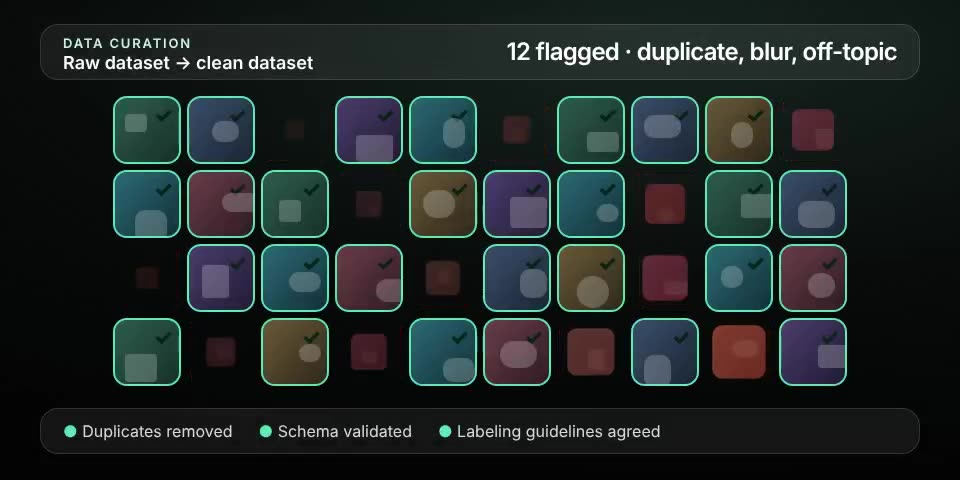 DATA CURATION
Raw dataset → clean dataset
12 flagged · duplicate, blur, off-topic
Duplicates removed
Schema validated
Labeling guidelines agreed